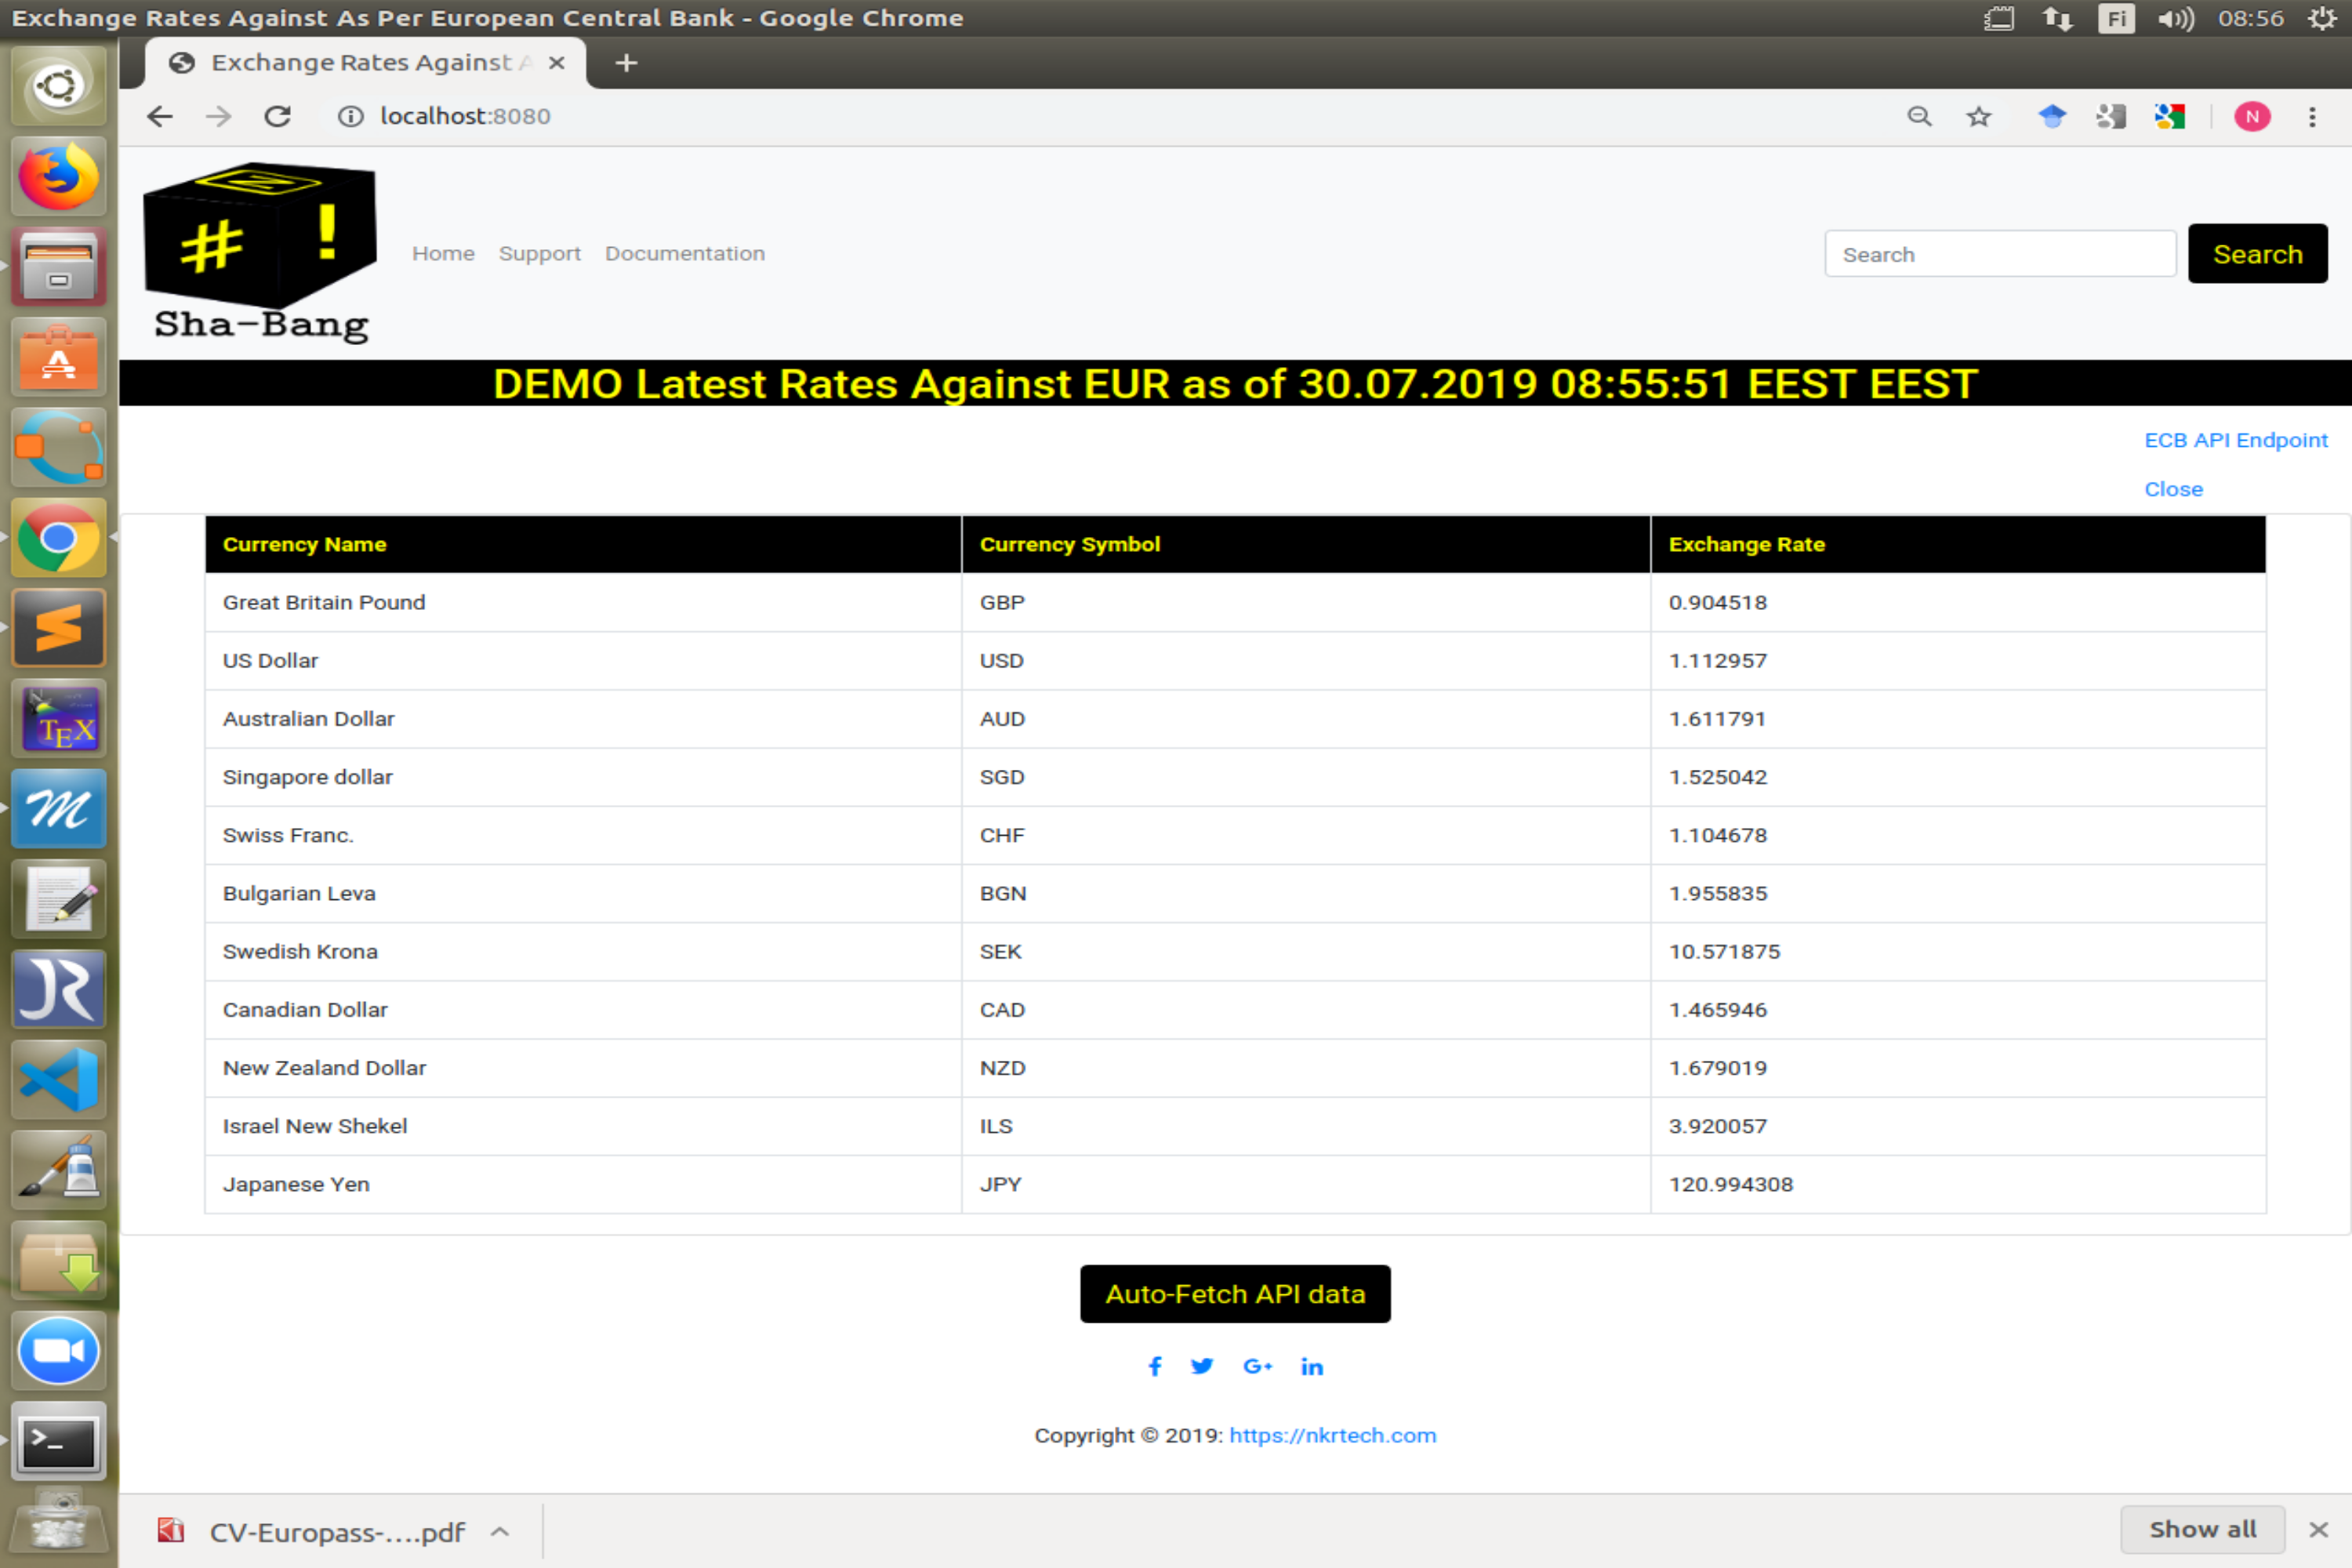 Exchange Rates Against As Per European Central Bank - Google Chrome
Fi
08:56
Exchange Rates Against A
localhost:8080
N
N
# !
Sha-Bang
Home Support Documentation
Search
Search
DEMO Latest Rates Against EUR as of 30.07.2019 08:55:51 EEST EEST
ECB API Endpoint
Close
Currency Name Currency Symbol Exchange Rate
Great Britain Pound GBP 0.904518
US Dollar USD 1.112957
Australian Dollar AUD 1.611791
Singapore dollar SGD 1.525042
Swiss Franc. CHF 1.104678
Bulgarian Leva BGN 1.955835
Swedish Krona SEK 10.571875
Canadian Dollar CAD 1.465946
New Zealand Dollar NZD 1.679019
Israel New Shekel ILS 3.920057
Japanese Yen JPY 120.994308
TEX
Auto-Fetch API data
f G+ in
Copyright © 2019: https://nkrtech.com
CV-Europass-....pdf
Show all